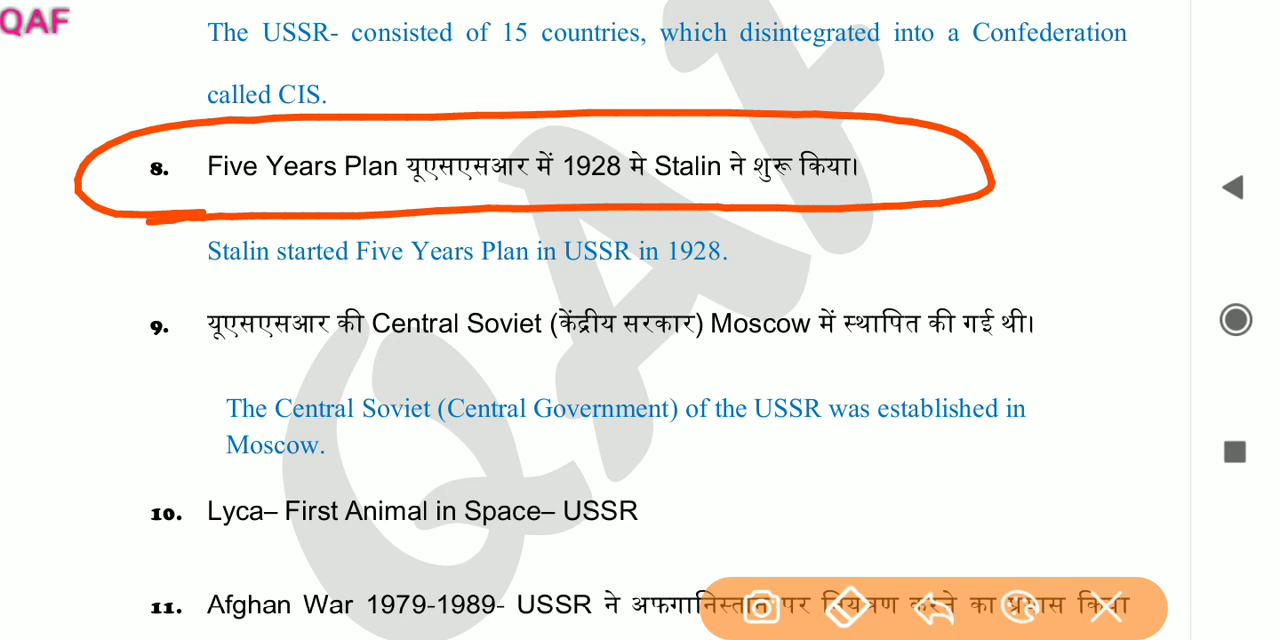 QAF
The USSR- consisted of 15 countries, which disintegrated into a Confederation
called CIS.
8. Five Years Plan यूएसएसआर में 1928 मे Stalin ने शुरू किया।
Stalin started Five Years Plan in USSR in 1928.
9. यूएसएसआर की Central Soviet (केंद्रीय सरकार) Moscow में स्थापित की गई थी।
The Central Soviet (Central Government) of the USSR was established in
Moscow.
10. Lyca– First Animal in Space– USSR
11. Afghan War 1979-1989- USSR ने अफगानिस्तान पर नियंत्रण करने का प्रयास किया